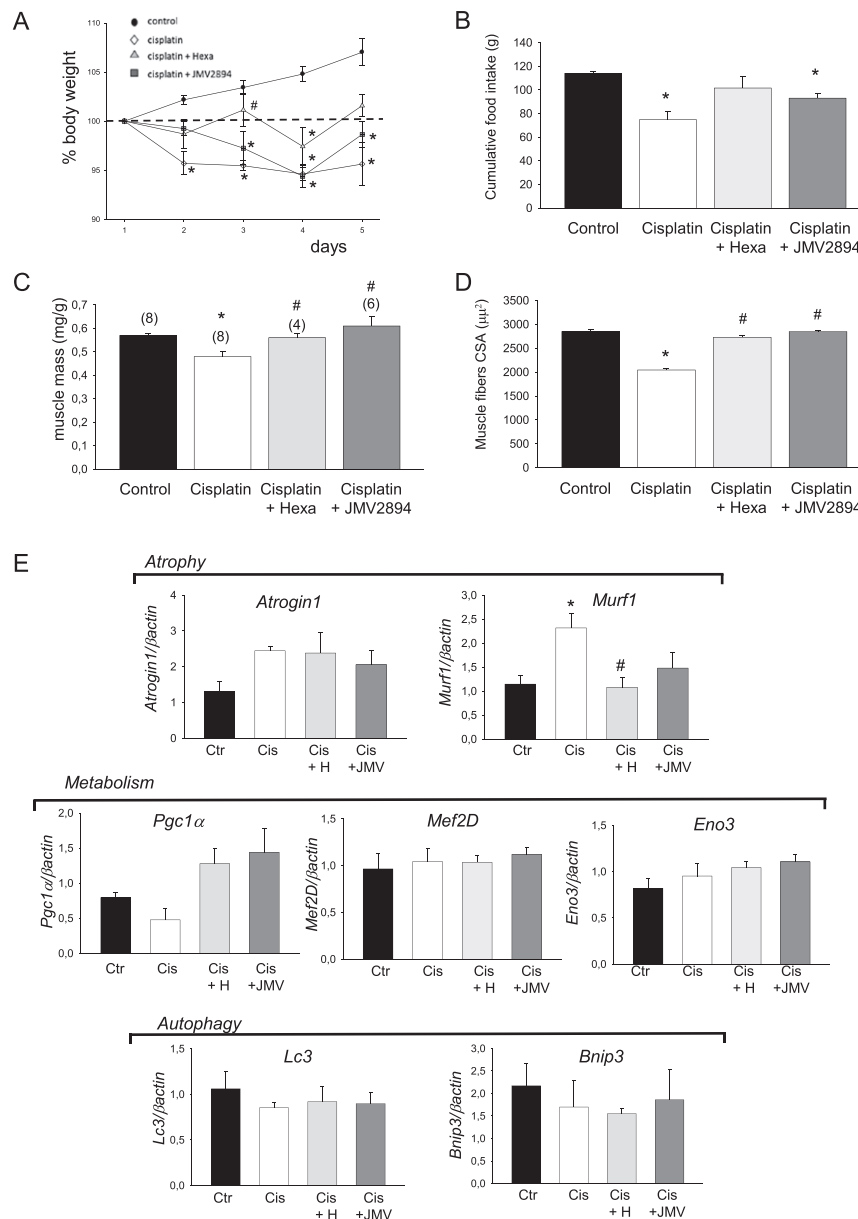 A
control
cisplatin
cisplatin + Hexa
cisplatin + JMV2894
% body weight
110
105
100
95
90
#
*
*
*
*
*
*
*
*
1
2
3
4
5
days
B
Cumulative food intake (g)
140
120
100
80
60
40
20
0
*
*
Control
Cisplatin
Cisplatin
+ Hexa
Cisplatin
+ JMV2894
C
muscle mass (mg/g)
0,7
0,6
0,5
0,4
0,3
0,2
0,1
0,0
(8)
*
(8)
#
(4)
#
(6)
Control
Cisplatin
Cisplatin
+ Hexa
Cisplatin
+ JMV2894
D
Muscle fibers CSA (μμ²)
3500
3000
2500
2000
1500
1000
500
0
*
#
#
Control
Cisplatin
Cisplatin
+ Hexa
Cisplatin
+ JMV2894
E
Atrophy
Atrogin1
Atrogin1/βactin
4
3
2
1
0
Ctr
Cis
Cis
+ H
Cis
+JMV
Murf1
Murf1/βactin
3,0
2,5
2,0
1,5
1,0
0,5
0,0
*
#
Ctr
Cis
Cis
+ H
Cis
+JMV
Metabolism
Pgc1α
Pgc1α/βactin
2,0
1,5
1,0
0,5
0,0
Ctr
Cis
Cis
+ H
Cis
+JMV
Mef2D
Mef2D/βactin
1,5
1,0
0,5
0,0
Ctr
Cis
Cis
+ H
Cis
+JMV
Eno3
Eno3/βactin
1,5
1,0
0,5
0,0
Ctr
Cis
Cis
+ H
Cis
+JMV
Autophagy
Lc3
Lc3/βactin
1,5
1,0
0,5
0,0
Ctr
Cis
Cis
+ H
Cis
+JMV
Bnip3
Bnip3/βactin
3,0
2,5
2,0
1,5
1,0
0,5
0,0
Ctr
Cis
Cis
+ H
Cis
+JMV